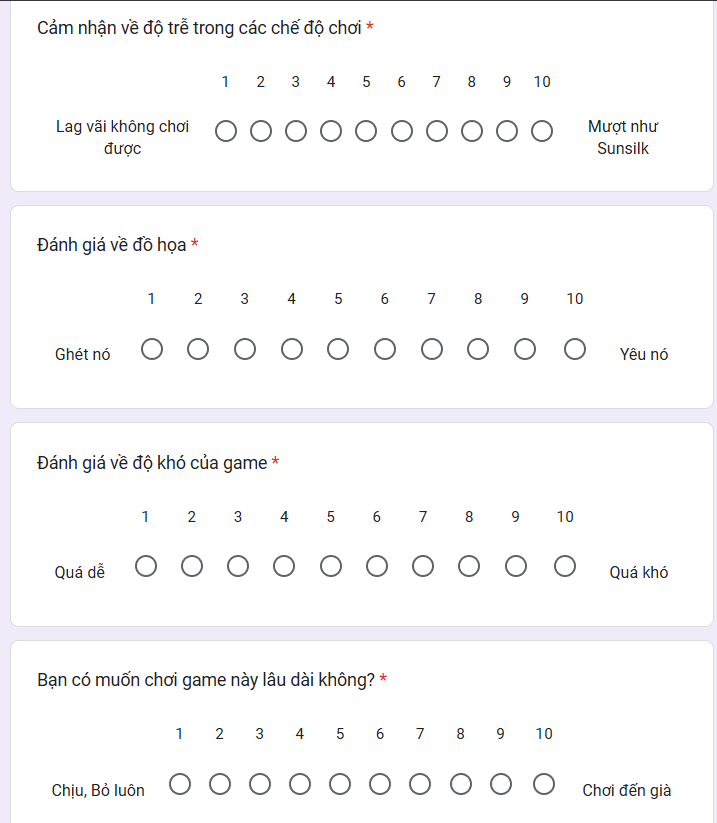 Cảm nhận về độ trễ trong các chế độ chơi *
1 2 3 4 5 6 7 8 9 10
Lag vãi không chơi
được
Mượt như
Sunsilk
Đánh giá về đồ họa *
1 2 3 4 5 6 7 8 9 10
Ghét nó
Yêu nó
Đánh giá về độ khó của game *
1 2 3 4 5 6 7 8 9 10
Quá dễ
Quá khó
Bạn có muốn chơi game này lâu dài không? *
1 2 3 4 5 6 7 8 9 10
Chịu, Bỏ luôn
Chơi đến già